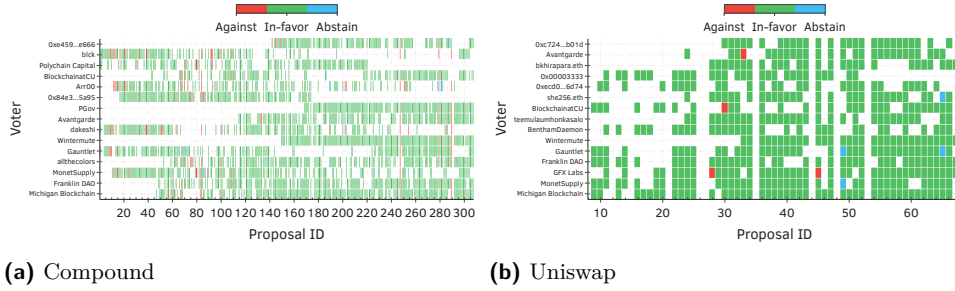 Against In-favor Abstain
Voter
0xe459...e666
blck
Polychain Capital
BlockchainatCU
Arr00
0x84e3...5a95
PGov
Avantgarde
dakeshi
Wintermute
Gauntlet
allthecolors
MonetSupply
Franklin DAO
Michigan Blockchain
20 40 60 80 100 120 140 160 180 200 220 240 260 280 300
Proposal ID
(a) Compound
Against In-favor Abstain
Voter
0xc724...b01d
Avantgarde
bkhirapara.eth
0x00003333
0xecd0...6d74
she256.eth
BlockchainatCU
teemulaumhonkasalo
BenthamDaemon
Wintermute
Gauntlet
Franklin DAO
GFX Labs
MonetSupply
Michigan Blockchain
10 20 30 40 50 60
Proposal ID
(b) Uniswap